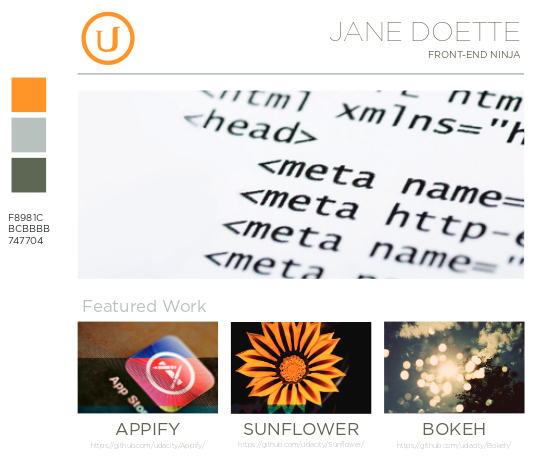 U
JANE DOETTE
FRONT-END NINJA
F8981C
BCBBBB
747704
<html
xmlns="h
<head>
<meta name=
<meta http-e
<meta name=
<meta n
Featured Work
App Sto
APPIFY
SUNFLOWER
BOKEH
https://github.com/udacity/Appify/
https://github.com/udacity/Sunflower/
https://github.com/udacity/Bokeh/